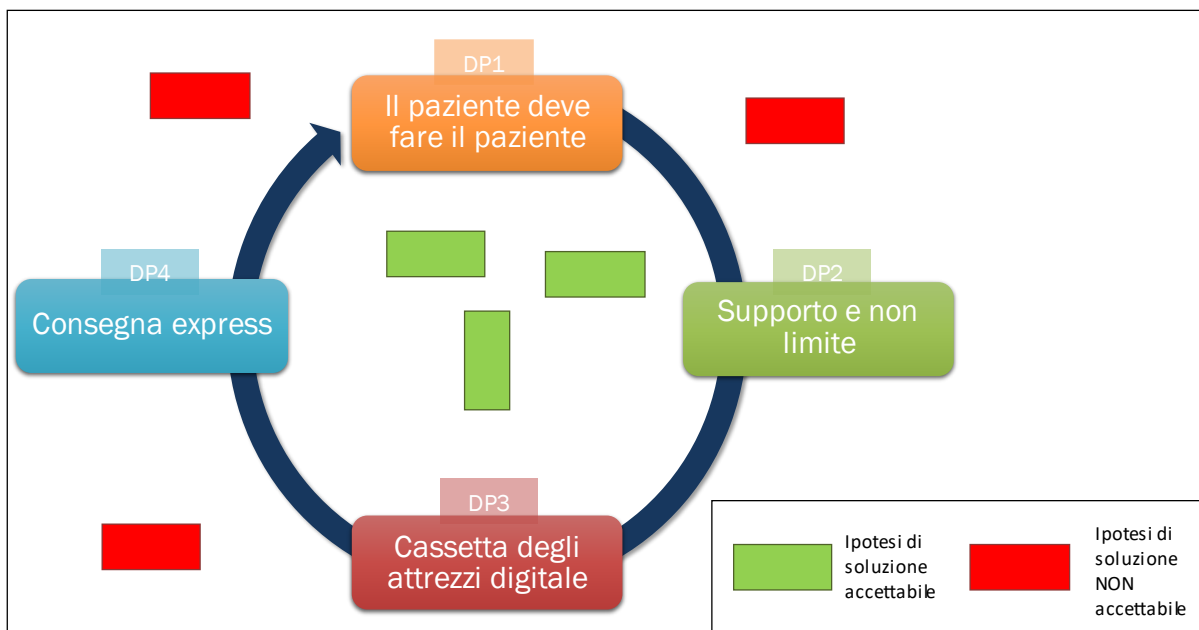 DP1
Il paziente deve
fare il paziente
DP4
Consegna express
DP2
Supporto e non
limite
DP3
Cassetta degli
attrezzi digitale
Ipotesi di
soluzione
accettabile
Ipotesi di
soluzione
NON
accettabile